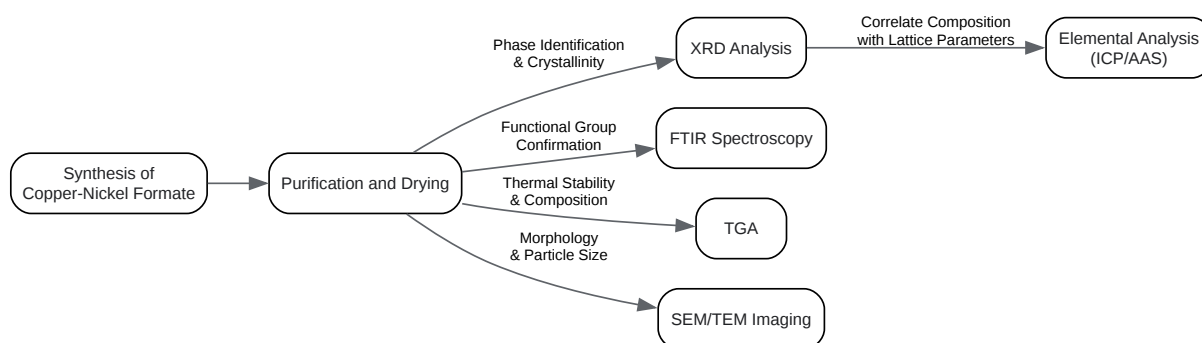 Synthesis of
Copper-Nickel Formate
Purification and Drying
Phase Identification
& Crystallinity
XRD Analysis
Correlate Composition
with Lattice Parameters
Elemental Analysis
(ICP/AAS)
Functional Group
Confirmation
FTIR Spectroscopy
Thermal Stability
& Composition
TGA
Morphology
& Particle Size
SEM/TEM Imaging